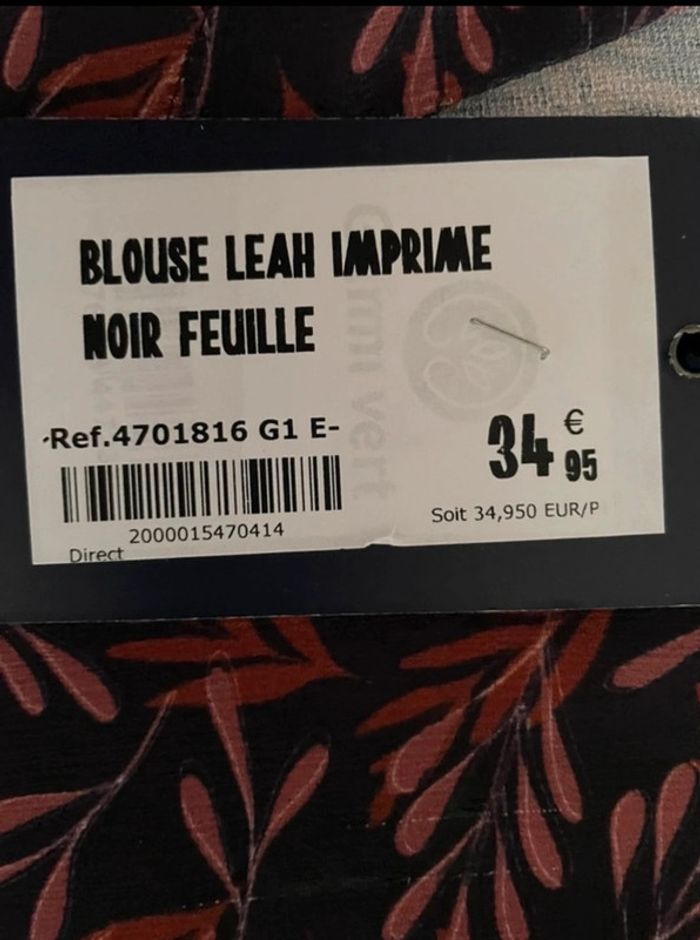 BLOUSE LEAH IMPRIME
NOIR FEUILLE
Ref.4701816 G1 E-
34 € 95
2000015470414
Soit 34,950 EUR/P
Direct